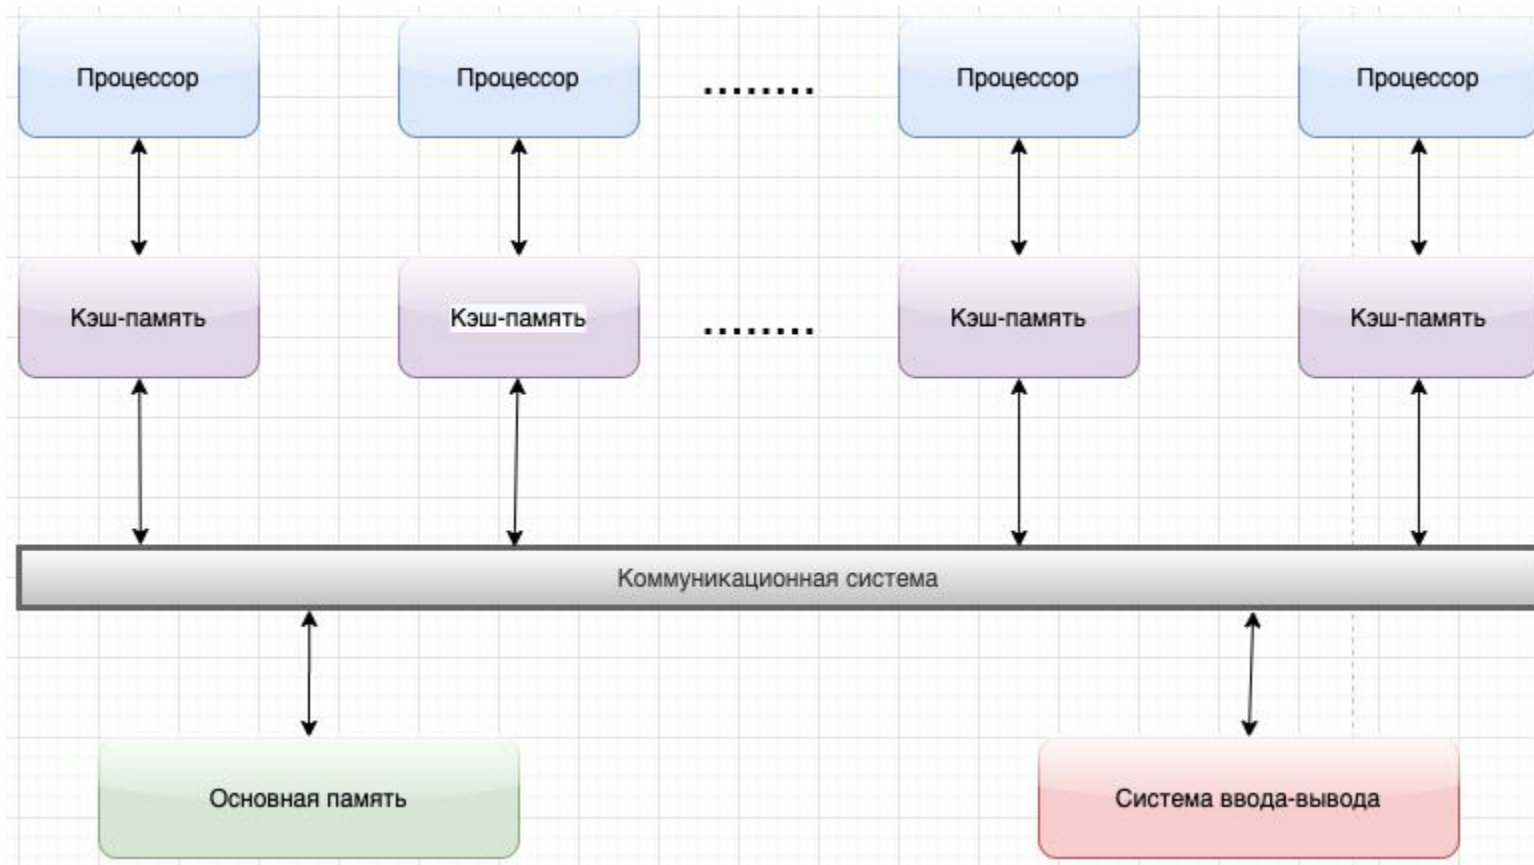 Процессор
Процессор
........
Процессор
Процессор
Кэш-память
Кэш-память
........
Кэш-память
Кэш-память
Коммуникационная система
Основная память
Система ввода-вывода